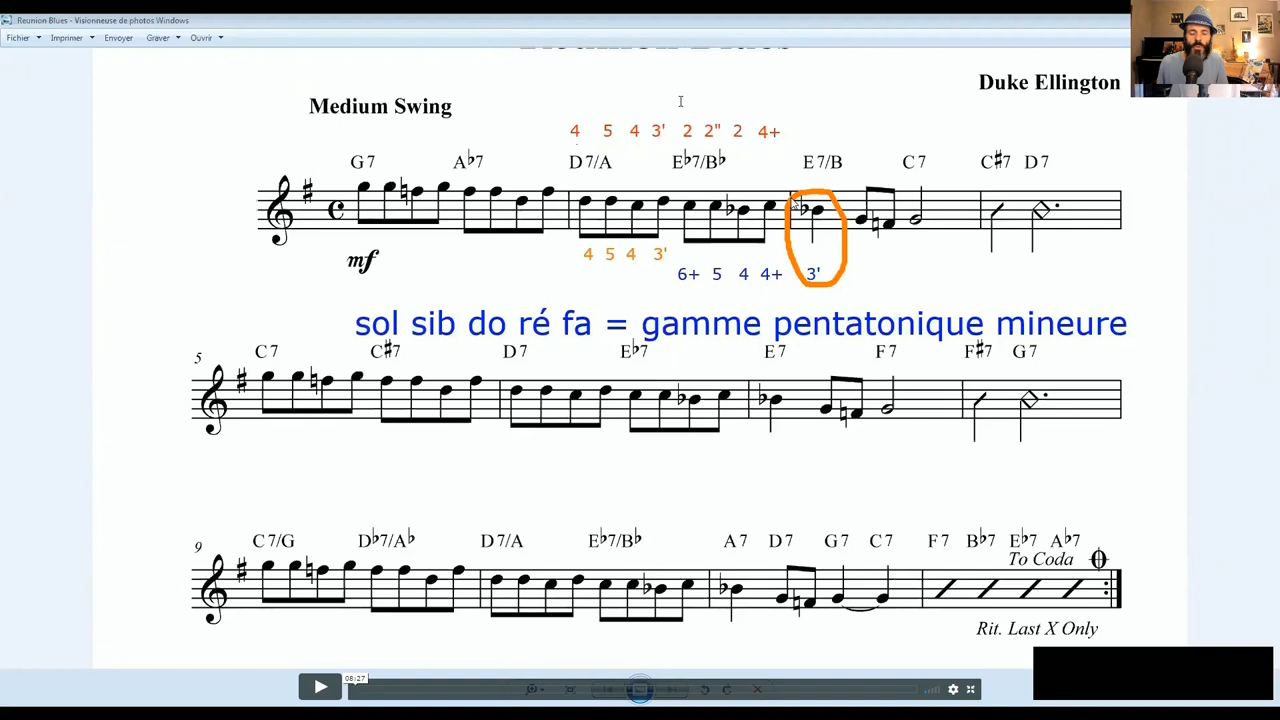 Reunion Blues - Visionneuse de photos Windows
Fichier Imprimer Envoyer Graver Ouvrir
Duke Ellington
Medium Swing
4 5 4 3' 2 2" 2 4+
G7 A♭7 D7/A E♭7/B♭ E7/B C7 C♯7 D7
mf
4 5 4 3'
6+ 5 4 4+ 3'
sol sib do ré fa = gamme pentatonique mineure
5 C7 C♯7 D7 E♭7 E7 F7 F♯7 G7
9 C7/G D♭7/A♭ D7/A E♭7/B♭ A7 D7 G7 C7 F7 B♭7 E♭7 A♭7
To Coda
Rit. Last X Only
08:27